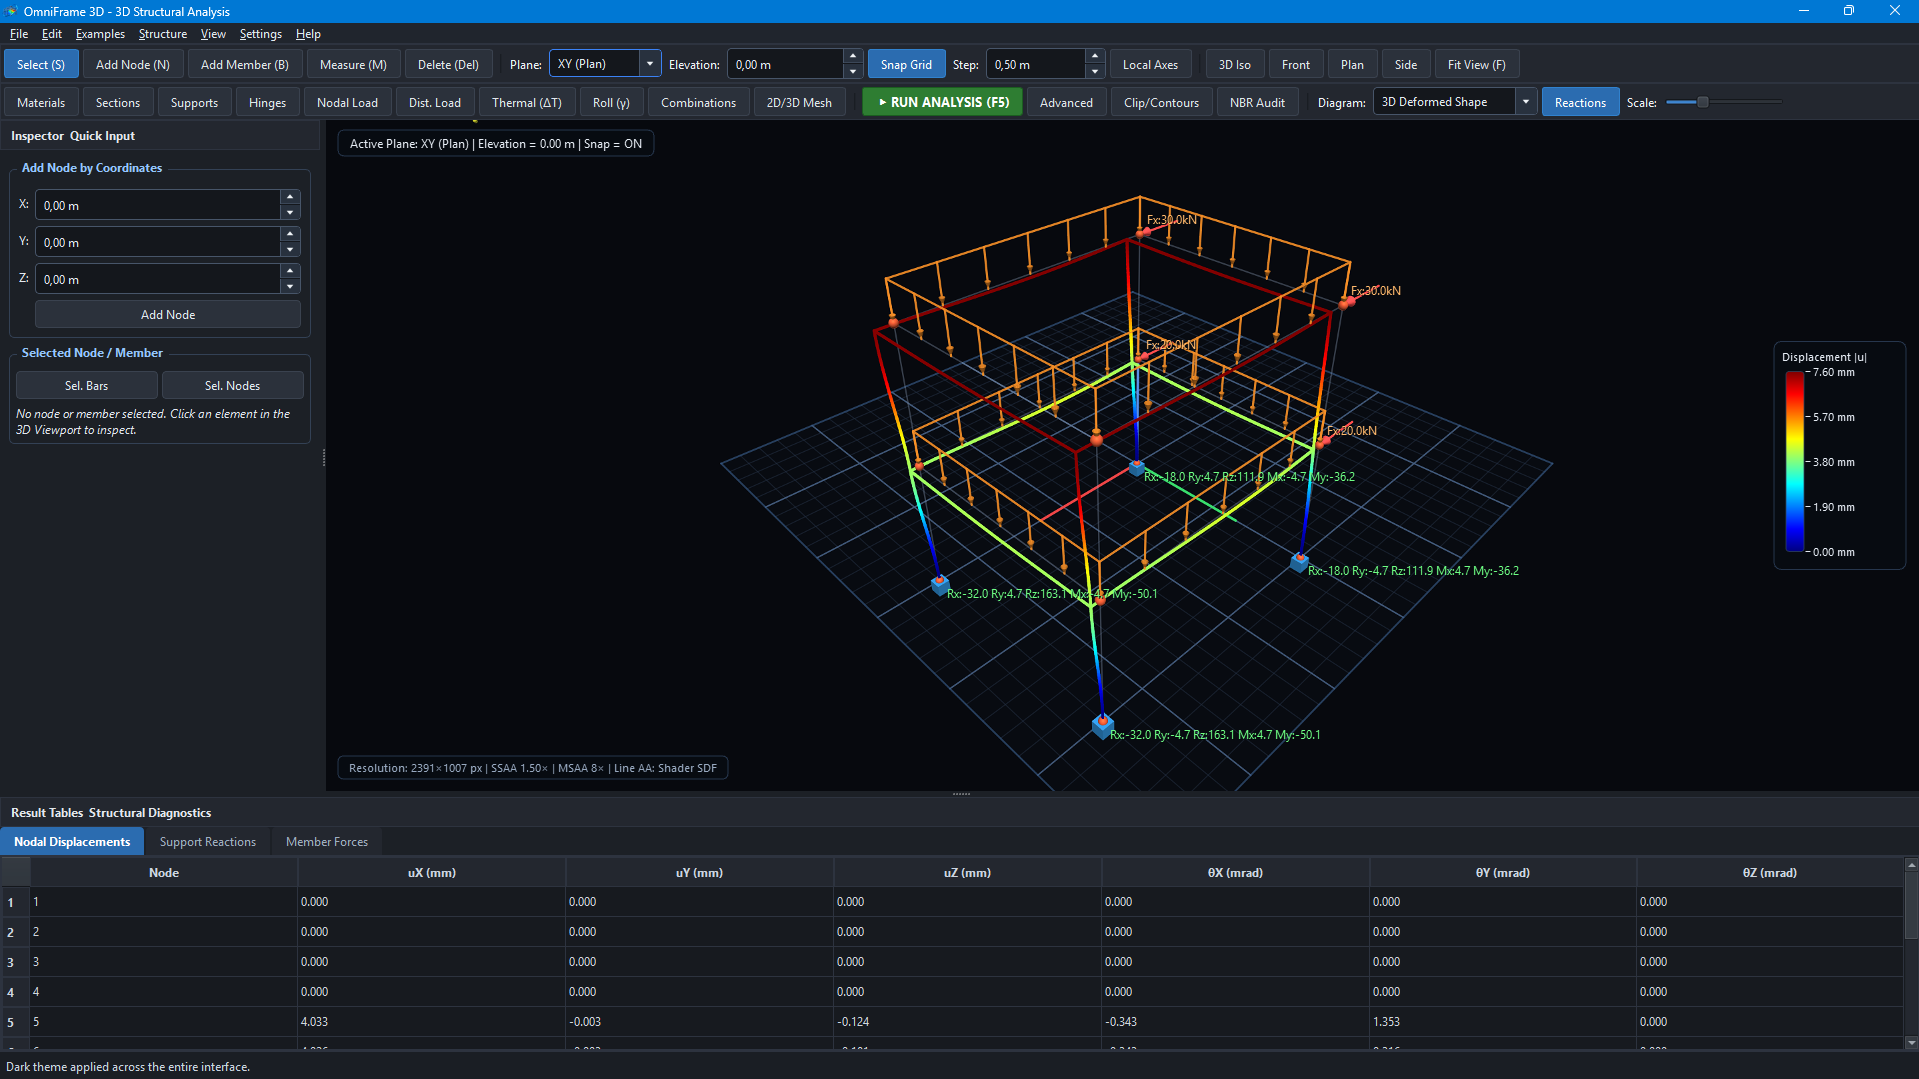 OmniFrame 3D - 3D Structural Analysis
File Edit Examples Structure View Settings Help
Select (S) Add Node (N) Add Member (B) Measure (M) Delete (Del) Plane: XY (Plan) Elevation: 0,00 m Snap Grid Step: 0,50 m Local Axes 3D Iso Front Plan Side Fit View (F)
Materials Sections Supports Hinges Nodal Load Dist. Load Thermal (ΔT) Roll (γ) Combinations 2D/3D Mesh RUN ANALYSIS (F5) Advanced Clip/Contours NBR Audit Diagram: 3D Deformed Shape Reactions Scale:
Inspector Quick Input
Add Node by Coordinates
X: 0,00 m
Y: 0,00 m
Z: 0,00 m
Add Node
Selected Node / Member
Sel. Bars Sel. Nodes
No node or member selected. Click an element in the
3D Viewport to inspect.
Active Plane: XY (Plan) | Elevation = 0.00 m | Snap = ON
Fx:30.0kN
Fx:30.0kN
Fx:20.0kN
Fx:20.0kN
Rx:-18.0 Ry:4.7 Rz:111.9 Mx:-4.7 My:-36.2
Rx:-18.0 Ry:-4.7 Rz:111.9 Mx:4.7 My:-36.2
Rx:-32.0 Ry:4.7 Rz:163.1 Mx:-4.7 My:-50.1
Rx:-32.0 Ry:-4.7 Rz:163.1 Mx:4.7 My:-50.1
Displacement |u|
7.60 mm
5.70 mm
3.80 mm
1.90 mm
0.00 mm
Resolution: 2391×1007 px | SSAA 1.50× | MSAA 8× | Line AA: Shader SDF
Result Tables Structural Diagnostics
Nodal Displacements Support Reactions Member Forces
Node uX (mm) uY (mm) uZ (mm) θX (mrad) θY (mrad) θZ (mrad)
1 1 0.000 0.000 0.000 0.000 0.000 0.000
2 2 0.000 0.000 0.000 0.000 0.000 0.000
3 3 0.000 0.000 0.000 0.000 0.000 0.000
4 4 0.000 0.000 0.000 0.000 0.000 0.000
5 5 4.033 -0.003 -0.124 -0.343 1.353 0.000
Dark theme applied across the entire interface.